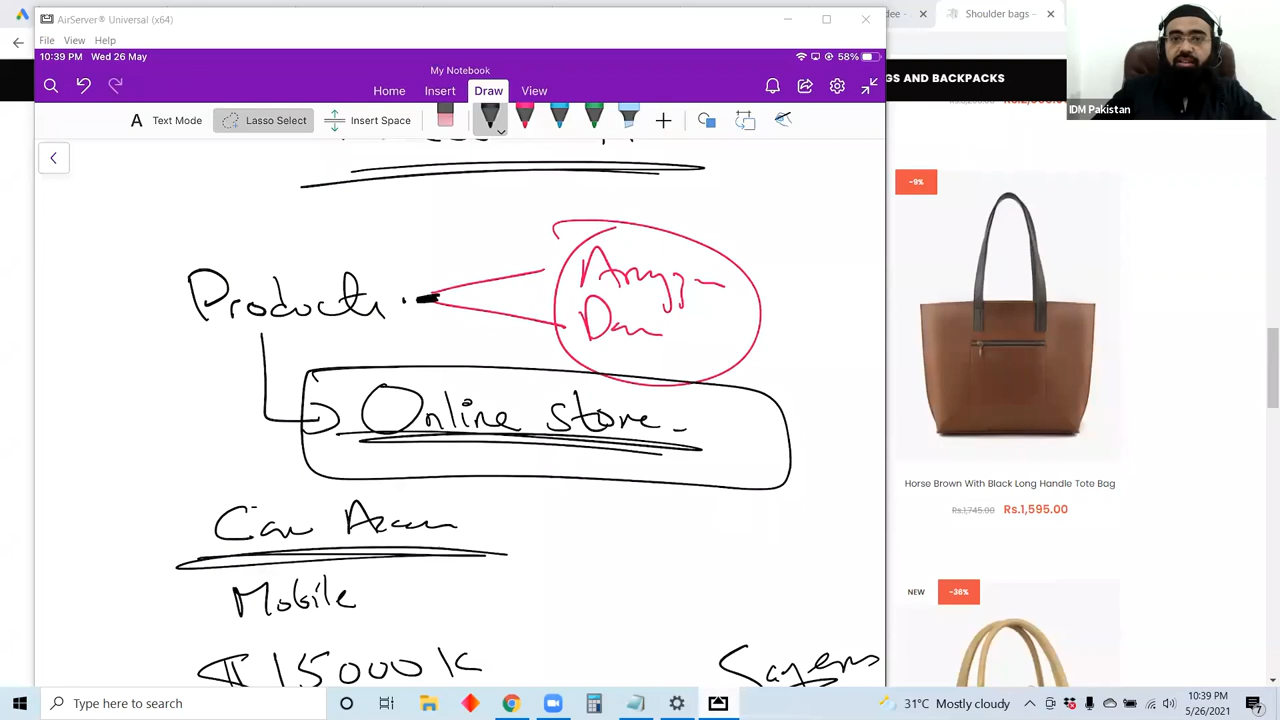 AirServer® Universal (x64)
File View Help
10:39 PM Wed 26 May
58%
My Notebook
Home Insert Draw View
A Text Mode Lasso Select Insert Space
Products
Online store
Mobile
15000 K
dee -
Shoulder bags –
GS AND BACKPACKS
IDM Pakistan
-9%
Horse Brown With Black Long Handle Tote Bag
Rs.1,745.00 Rs.1,595.00
NEW -36%
Type here to search
31°C Mostly cloudy
10:39 PM
5/26/2021
7